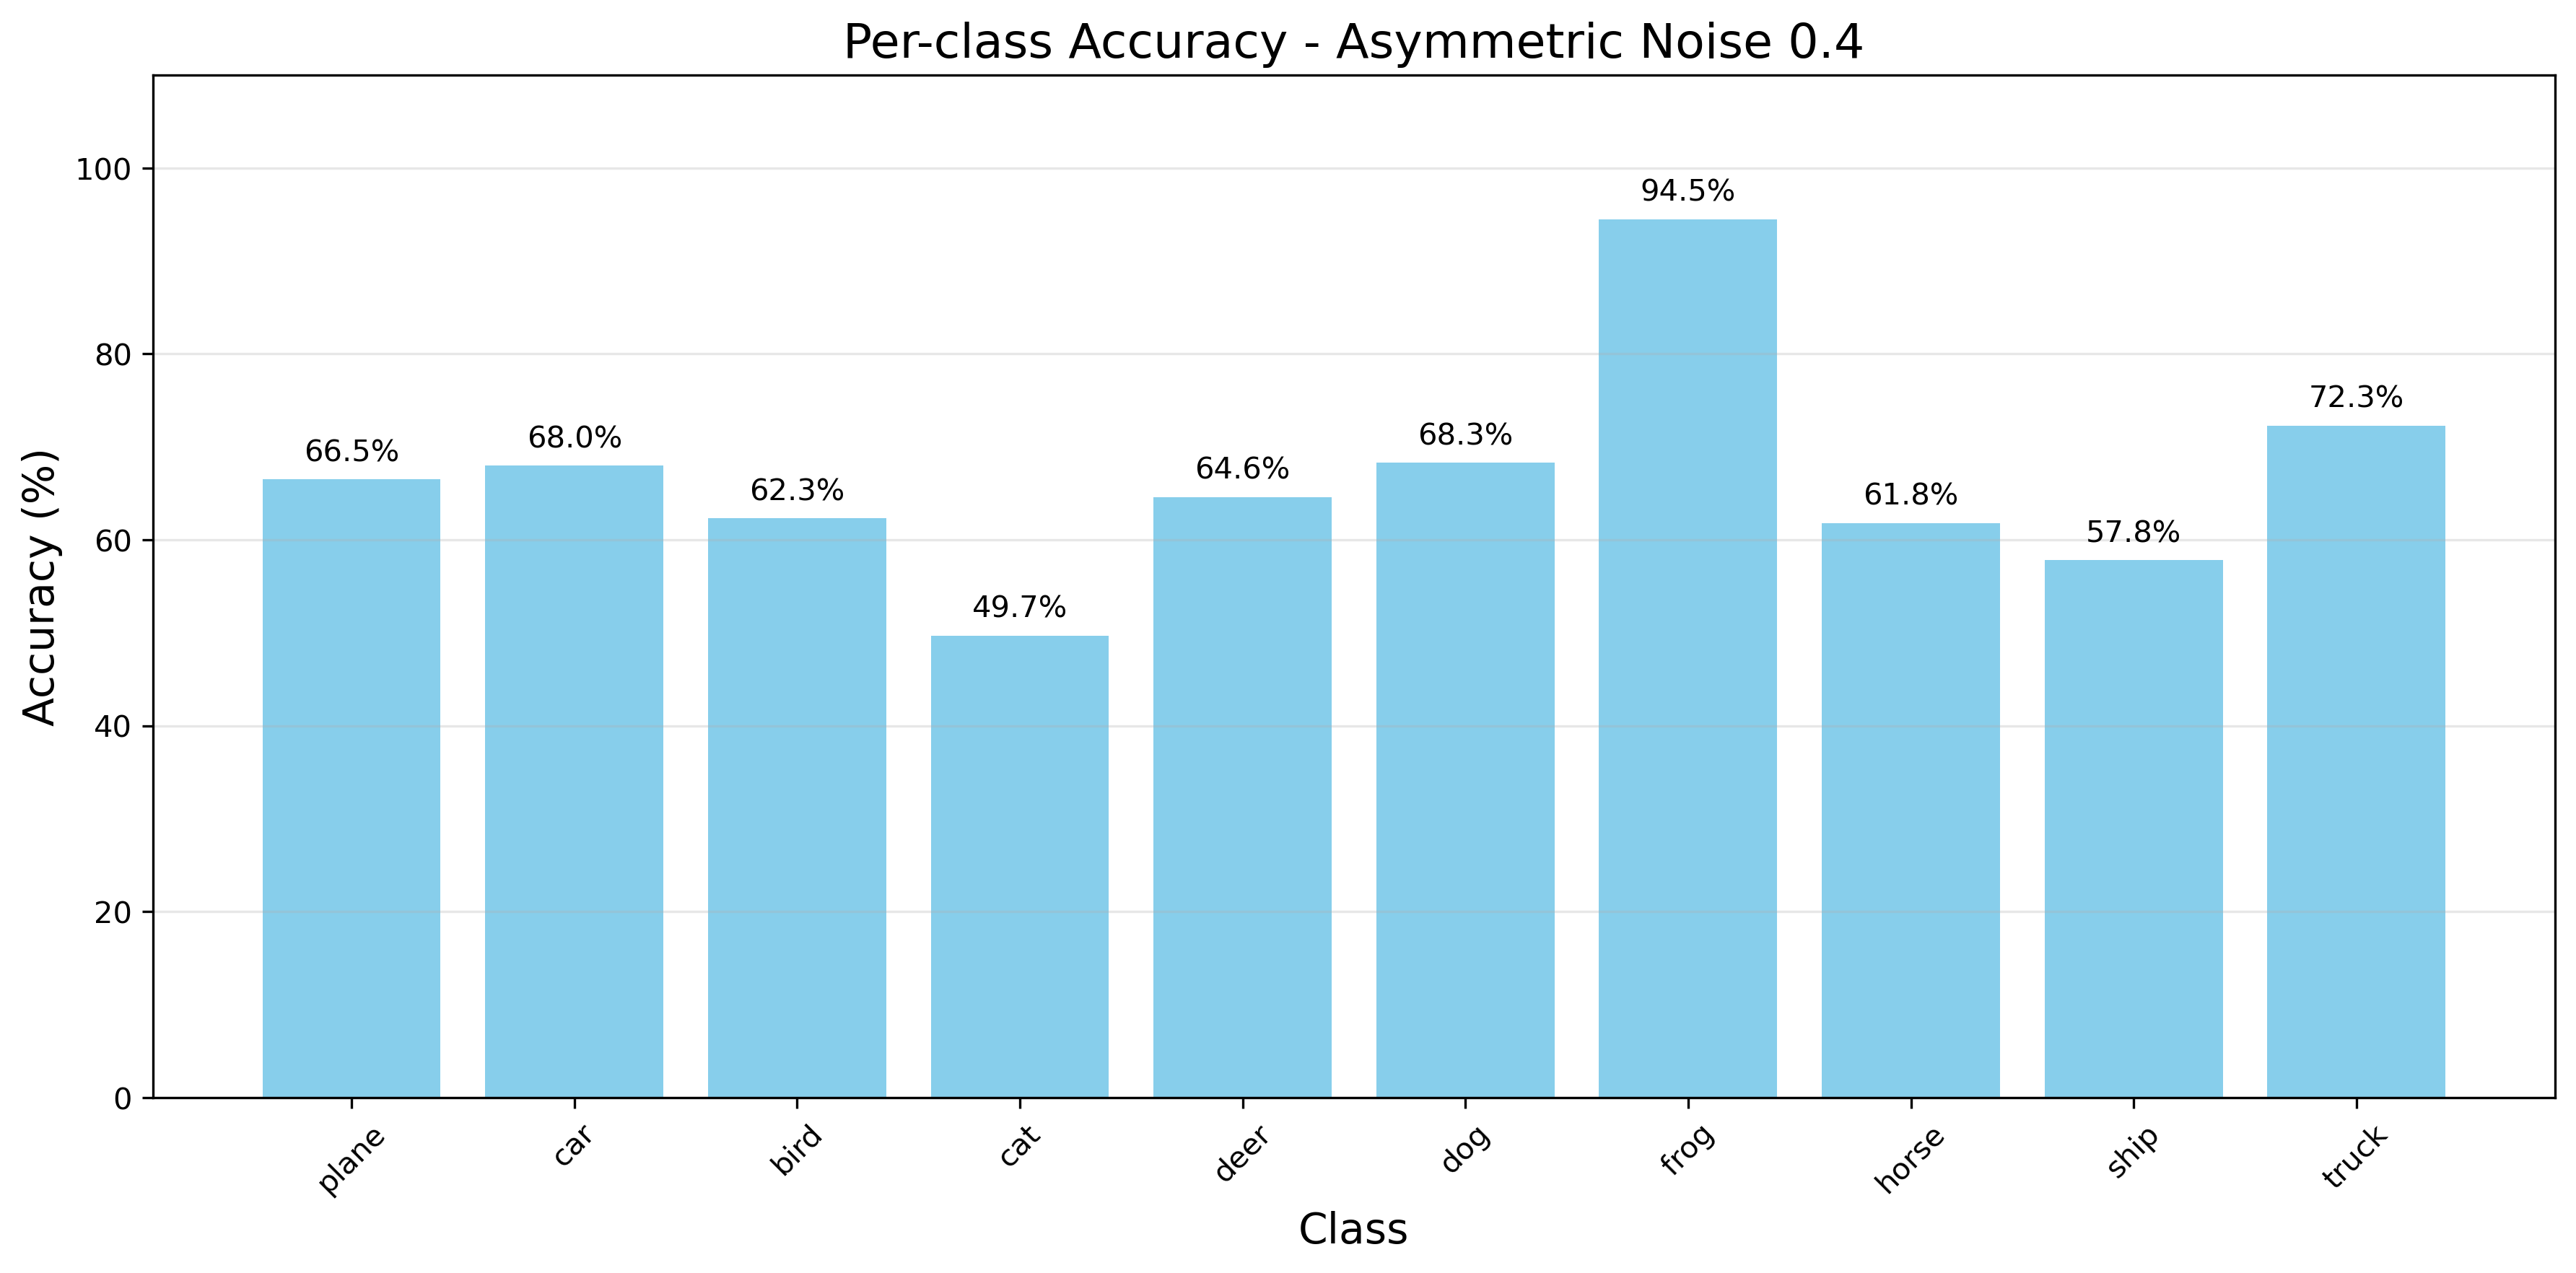 Per-class Accuracy - Asymmetric Noise 0.4
Accuracy (%)
100
80
60
40
20
0
66.5%
68.0%
62.3%
49.7%
64.6%
68.3%
94.5%
61.8%
57.8%
72.3%
plane
car
bird
cat
deer
dog
frog
horse
ship
truck
Class